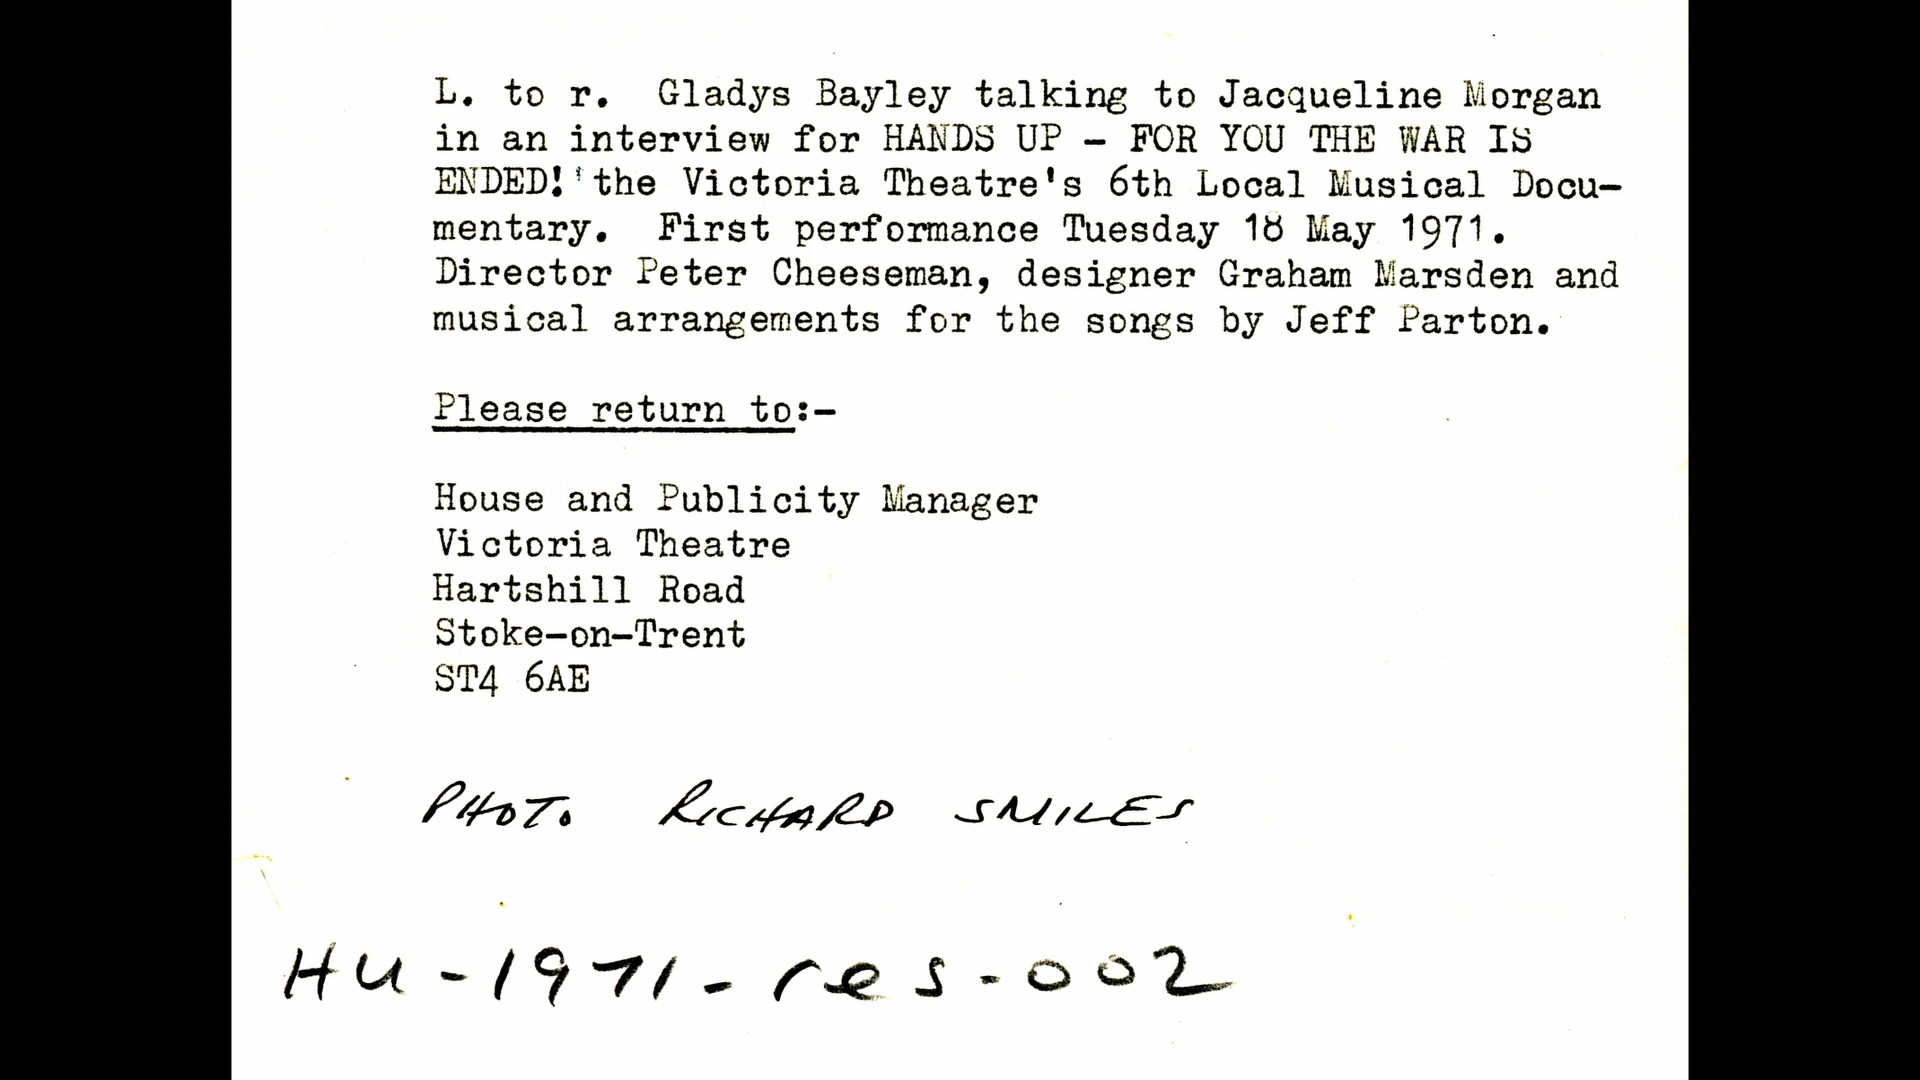 L. to r. Gladys Bayley talking to Jacqueline Morgan
in an interview for HANDS UP - FOR YOU THE WAR IS
ENDED! the Victoria Theatre's 6th Local Musical Docu-
mentary. First performance Tuesday 18 May 1971.
Director Peter Cheeseman, designer Graham Marsden and
musical arrangements for the songs by Jeff Parton.
Please return to:-
House and Publicity Manager
Victoria Theatre
Hartshill Road
Stoke-on-Trent
ST4 6AE
PHOTO RICHARD SMILES
HU-1971-res-002